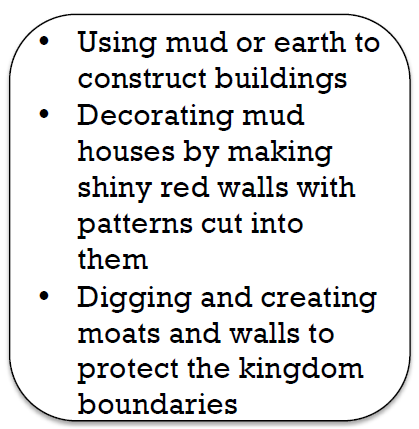 • Using mud or earth to
construct buildings
• Decorating mud
houses by making
shiny red walls with
patterns cut into
them
• Digging and creating
moats and walls to
protect the kingdom
boundaries